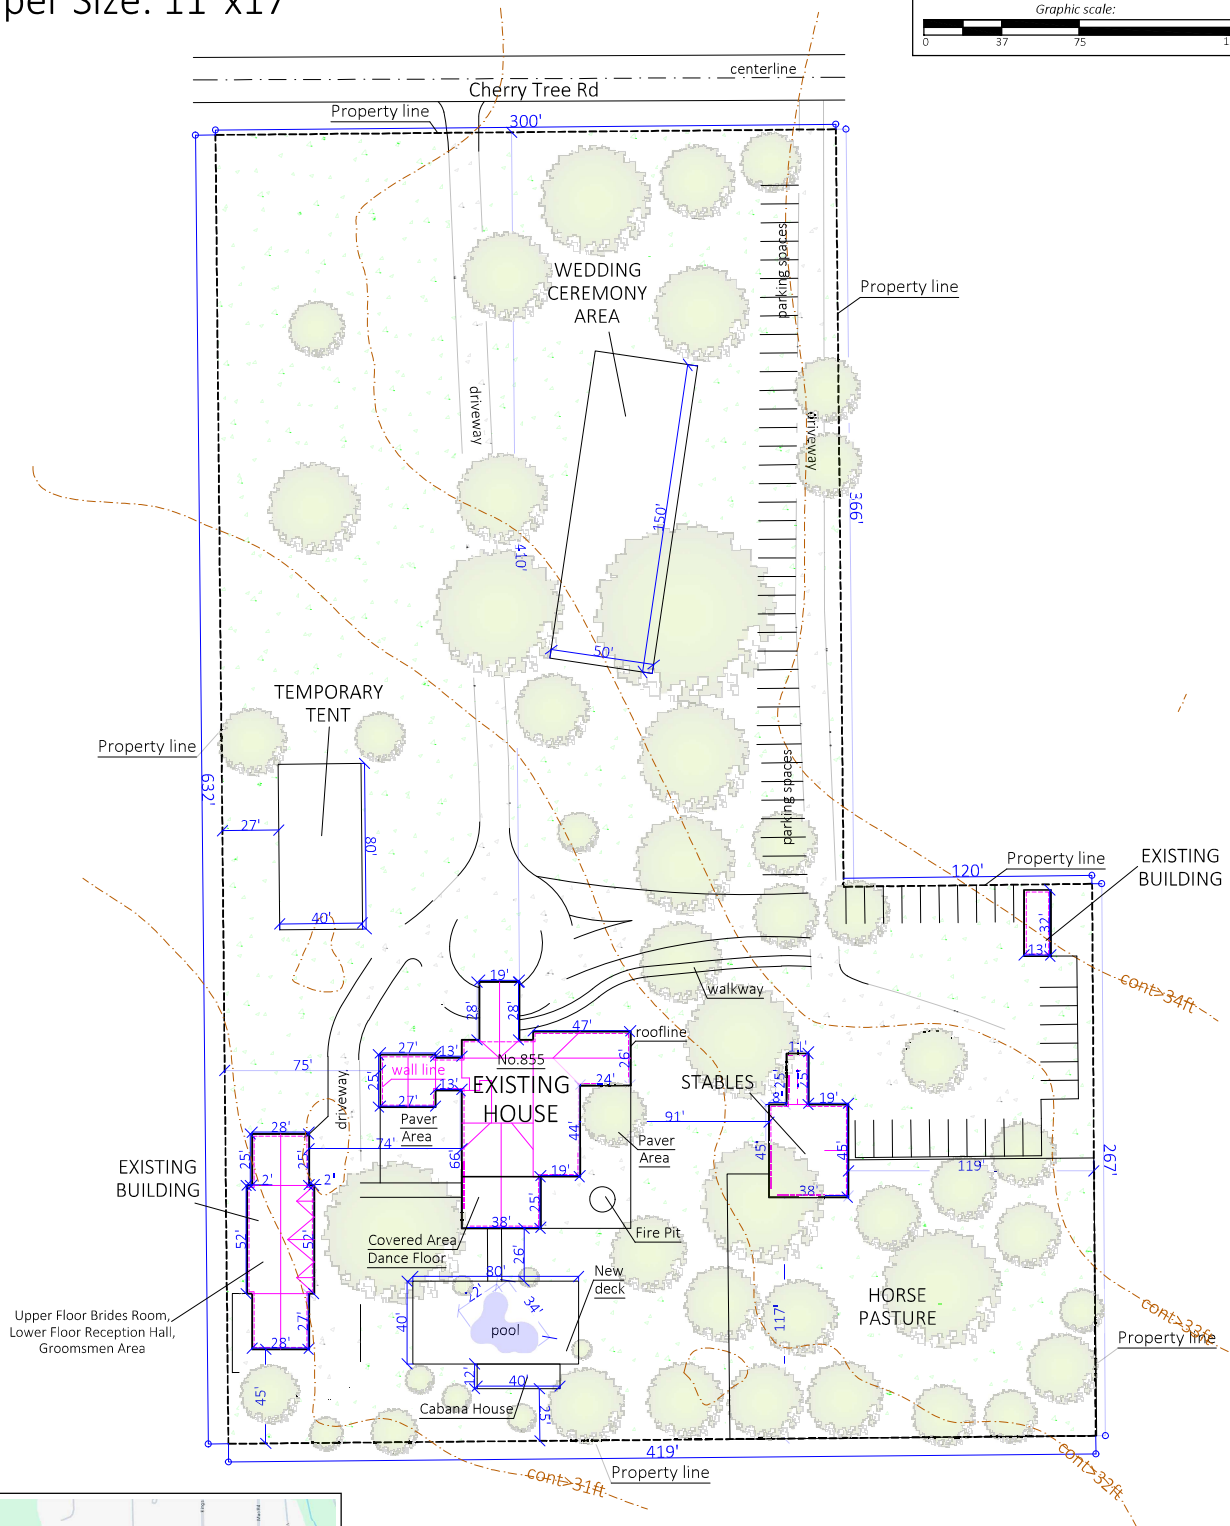 per Size: 11"x17"
Graphic scale:
0 37 75
centerline
Cherry Tree Rd
Property line
300'
WEDDING
CEREMONY
AREA
parking spaces
Property line
driveway
driveway
366'
150'
410'
50'
TEMPORARY
TENT
Property line
632'
27'
80'
40'
parking spaces
120'
Property line
EXISTING
BUILDING
32'
13'
cont>34ft
walkway
19'
28'
28'
47'
roofline
No.855
26'
27'
13'
wall line
25'
27'
13'
EXISTING
HOUSE
24'
75'
driveway
Paver
Area
STABLES
11'
25'
25'
8'
19'
91'
45'
45'
38'
119'
267'
Paver
Area
44'
66'
74'
19'
25'
38'
28'
25'
25'
2'
2'
52'
52'
27'
28'
EXISTING
BUILDING
Covered Area
Dance Floor
Fire Pit
26'
80'
New
deck
22'
34'
40'
pool
12'
40'
Cabana House
25'
45'
117'
HORSE
PASTURE
Upper Floor Brides Room,
Lower Floor Reception Hall,
Groomsmen Area
cont>33ft
Property line
419'
Property line
cont>31ft
cont>32ft